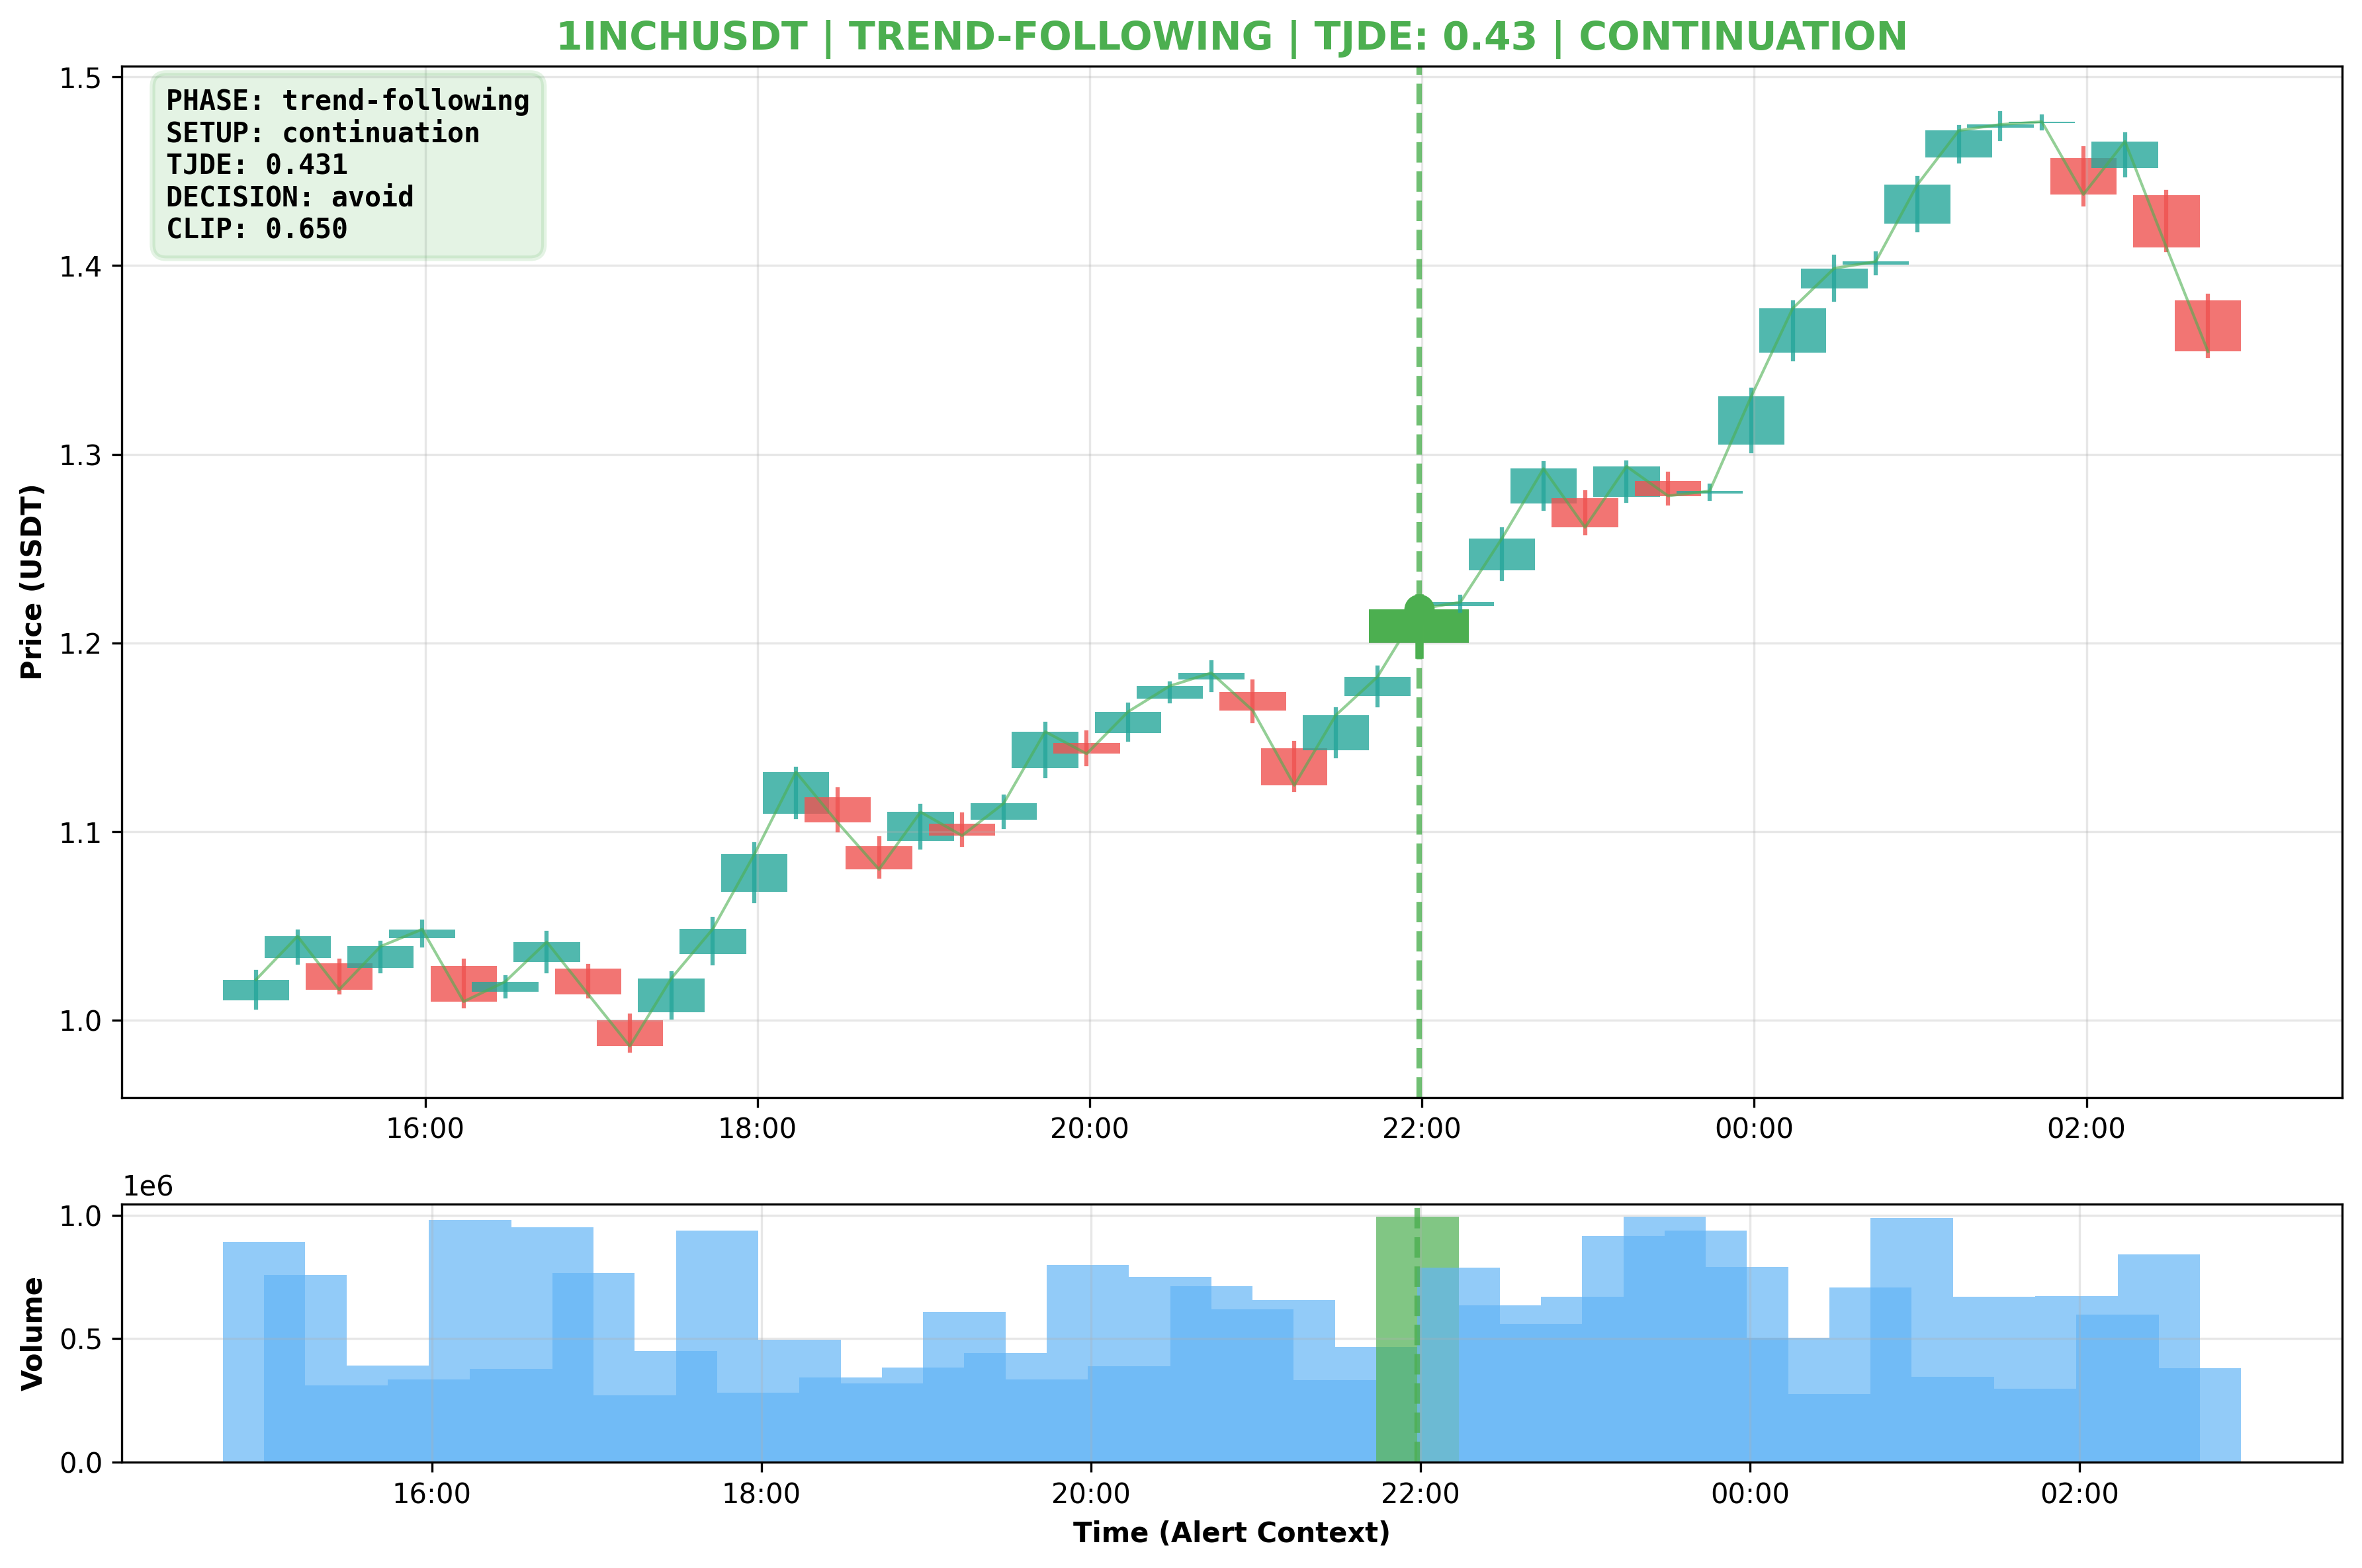 1INCHUSDT | TREND-FOLLOWING | TJDE: 0.43 | CONTINUATION
PHASE: trend-following
SETUP: continuation
TJDE: 0.431
DECISION: avoid
CLIP: 0.650
Price (USDT)
1.5
1.4
1.3
1.2
1.1
1.0
16:00 18:00 20:00 22:00 00:00 02:00
1e6
Volume
1.0
0.5
0.0
16:00 18:00 20:00 22:00 00:00 02:00
Time (Alert Context)